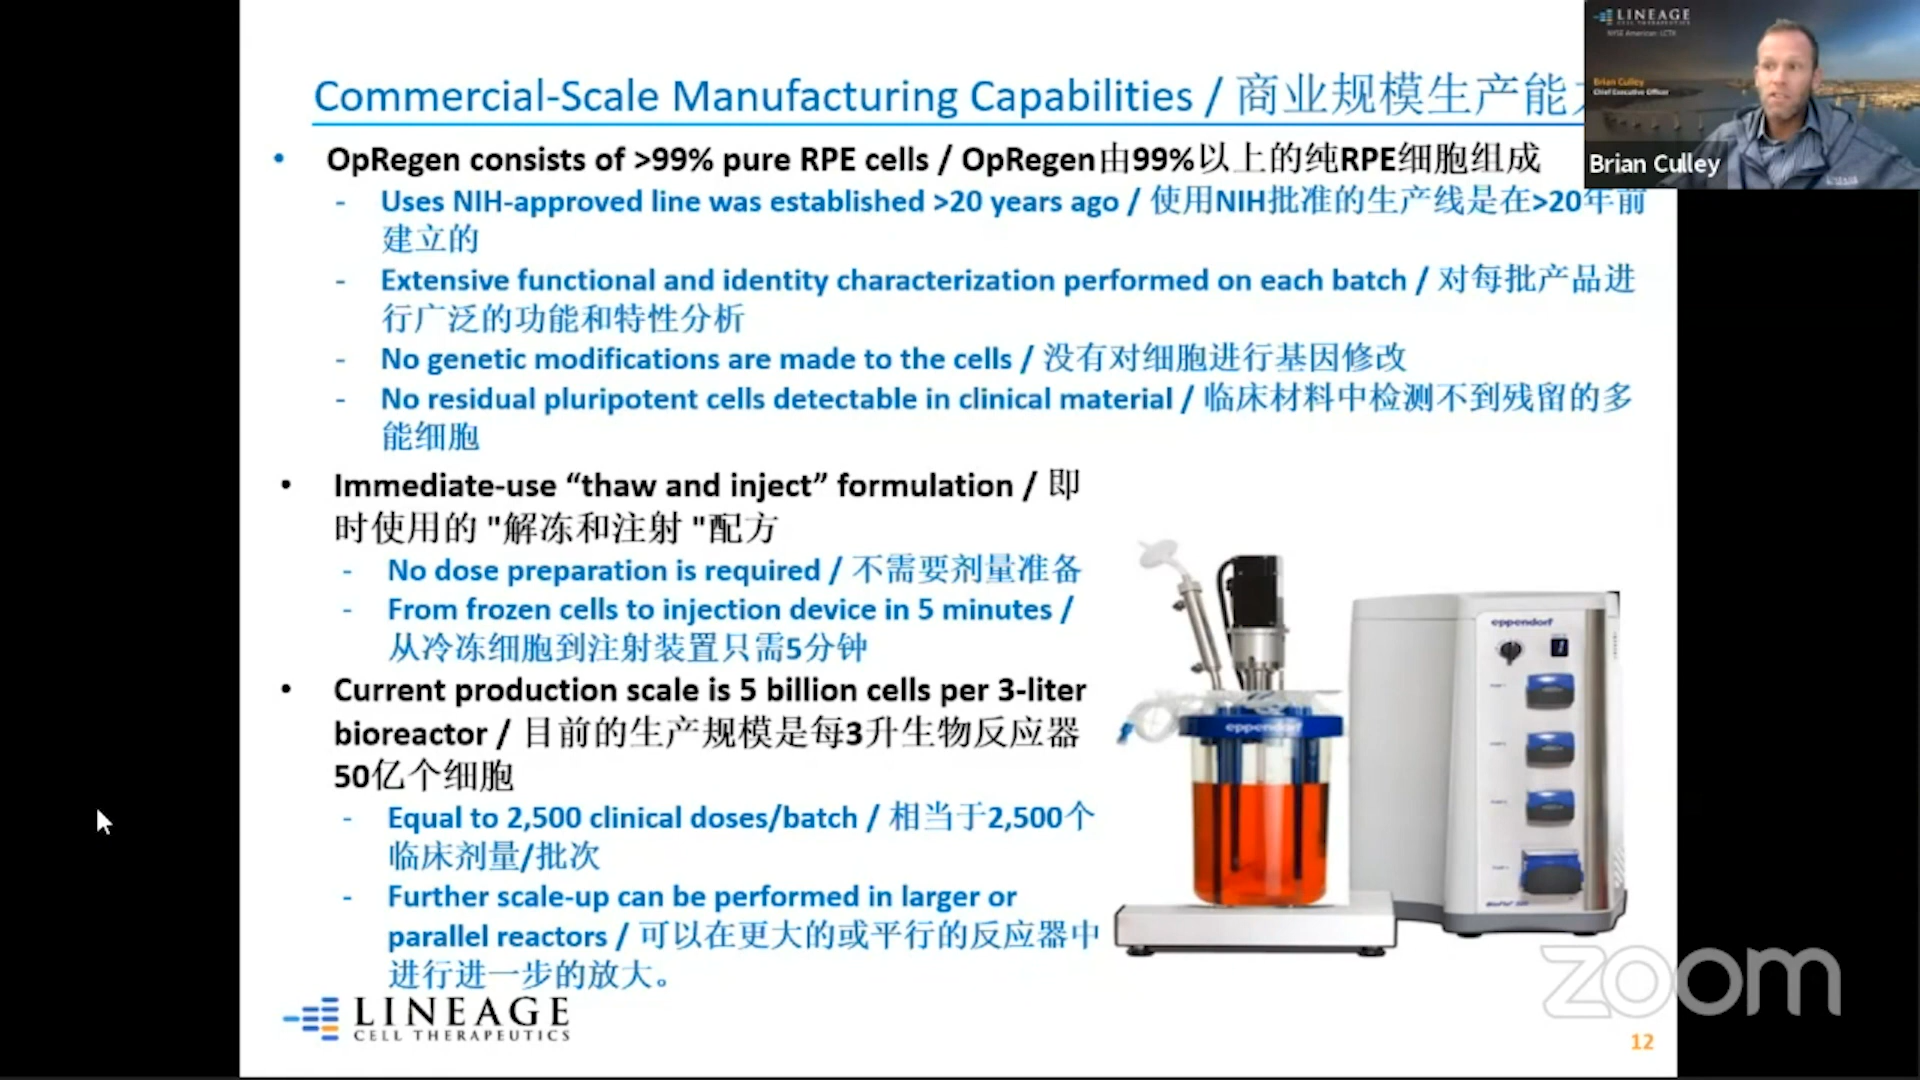 LINEAGE
CELL THERAPEUTICS
NYSE American: LCTX
Brian Culley
Chief Executive Officer
Brian Culley
Commercial-Scale Manufacturing Capabilities / 商业规模生产能
• OpRegen consists of >99% pure RPE cells / OpRegen由99%以上的纯RPE细胞组成
- Uses NIH-approved line was established >20 years ago / 使用NIH批准的生产线是在>20年前
建立的
- Extensive functional and identity characterization performed on each batch / 对每批产品进
行广泛的功能和特性分析
- No genetic modifications are made to the cells / 没有对细胞进行基因修改
- No residual pluripotent cells detectable in clinical material / 临床材料中检测不到残留的多
能细胞
• Immediate-use “thaw and inject” formulation / 即
时使用的 "解冻和注射 "配方
- No dose preparation is required / 不需要剂量准备
- From frozen cells to injection device in 5 minutes /
从冷冻细胞到注射装置只需5分钟
• Current production scale is 5 billion cells per 3-liter
bioreactor / 目前的生产规模是每3升生物反应器
50亿个细胞
- Equal to 2,500 clinical doses/batch / 相当于2,500个
临床剂量/批次
- Further scale-up can be performed in larger or
parallel reactors / 可以在更大的或平行的反应器中
进行进一步的放大。
eppendorf
eppendorf
LINEAGE
CELL THERAPEUTICS
zoom
12